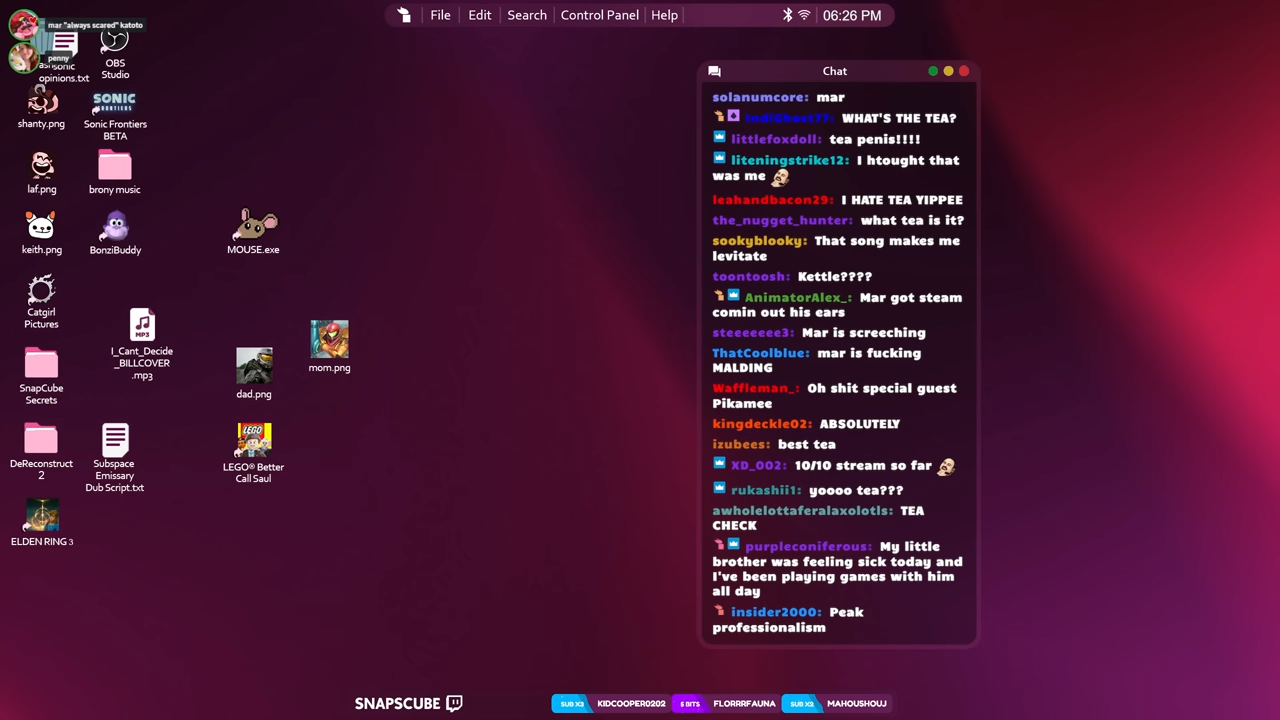 File Edit Search Control Panel Help
06:26 PM
mar "always scared" katoto
penny
opinions.txt
OBS
Studio
shanty.png
SONIC
FRONTIERS
Sonic Frontiers
BETA
laf.png
brony music
keith.png
BonziBuddy
MOUSE.exe
Catgirl
Pictures
MP3
I_Cant_Decide
_BILLCOVER
.mp3
mom.png
dad.png
SnapCube
Secrets
DeReconstruct
2
Subspace
Emissary
Dub Script.txt
LEGO
LEGO® Better
Call Saul
ELDEN RING 3
Chat
solanumcore: mar
IndiGhost77: WHAT'S THE TEA?
littlefoxdoll: tea penis!!!!
liteningstrike12: I htought that
was me
leahandbacon29: I HATE TEA YIPPEE
the_nugget_hunter: what tea is it?
sookyblooky: That song makes me
levitate
toontoosh: Kettle????
AnimatorAlex_: Mar got steam
comin out his ears
steeeeeee3: Mar is screeching
ThatCoolblue: mar is fucking
MALDING
Waffleman_: Oh shit special guest
Pikamee
kingdeckle02: ABSOLUTELY
izubees: best tea
XD_002: 10/10 stream so far
rukashii1: yoooo tea???
awholelottaferalaxolotls: TEA
CHECK
purpleconiferous: My little
brother was feeling sick today and
I've been playing games with him
all day
insider2000: Peak
professionalism
SNAPSCUBE
SUB X3 KIDCOOPER0202 5 BITS FLORRRFAUNA SUB X2 MAHOUSHOUJ